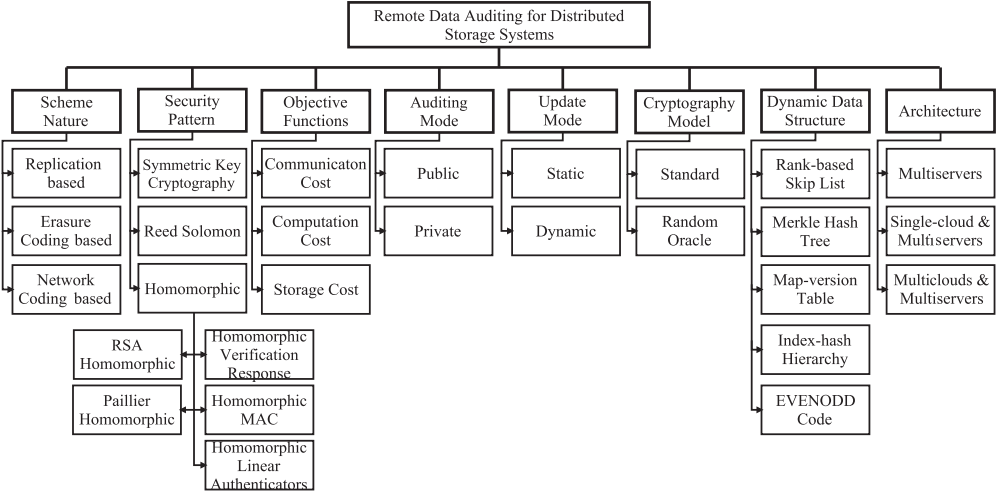 Remote Data Auditing for Distributed
Storage Systems
Scheme
Nature
Security
Pattern
Objective
Functions
Auditing
Mode
Update
Mode
Cryptography
Model
Dynamic Data
Structure
Architecture
Replication
based
Symmetric Key
Cryptography
Communicaton
Cost
Public
Static
Standard
Rank-based
Skip List
Multiservers
Erasure
Coding based
Reed Solomon
Computation
Cost
Private
Dynamic
Random
Oracle
Merkle Hash
Tree
Single-cloud &
Multiservers
Network
Coding based
Homomorphic
Storage Cost
Map-version
Table
Multiclouds &
Multiservers
RSA
Homomorphic
Homomorphic
Verification
Response
Index-hash
Hierarchy
Paillier
Homomorphic
Homomorphic
MAC
EVENODD
Code
Homomorphic
Linear
Authenticators